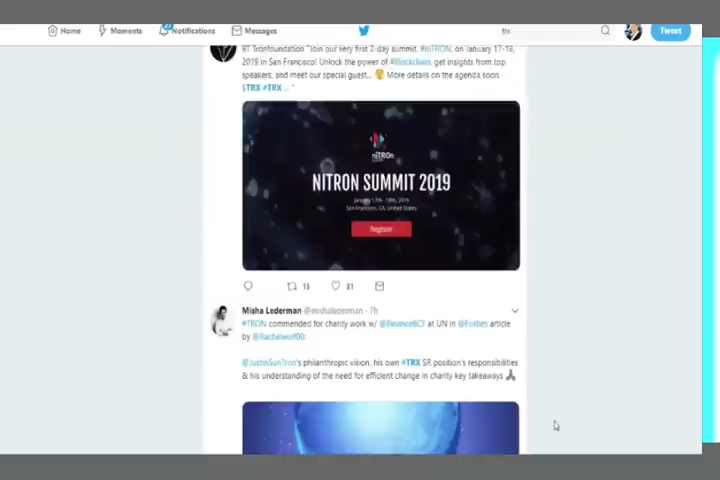 Home Moments Notifications Messages trx Tweet
RT Tronfoundation "Join our very first 2-day summit, #niTRON, on January 17-18,
2019 in San Francisco! Unlock the power of #Blockchain, get insights from top
speakers, and meet our special guest... 🤫 More details on the agenda soon.
$TRX #TRX ... "
niTROn
NITRON SUMMIT 2019
January 17th - 18th, 2019
San Francisco, CA, United States
Register
13 31
Misha Lederman @mishalederman - 7h
#TRON commended for charity work w/ @BinanceBCF at UN in @Forbes article
by @Rachelwolf00:
@JustinSunTron's philanthropic vision, his own #TRX SR position's responsibilities
& his understanding of the need for efficient change in charity key takeaways 🙏